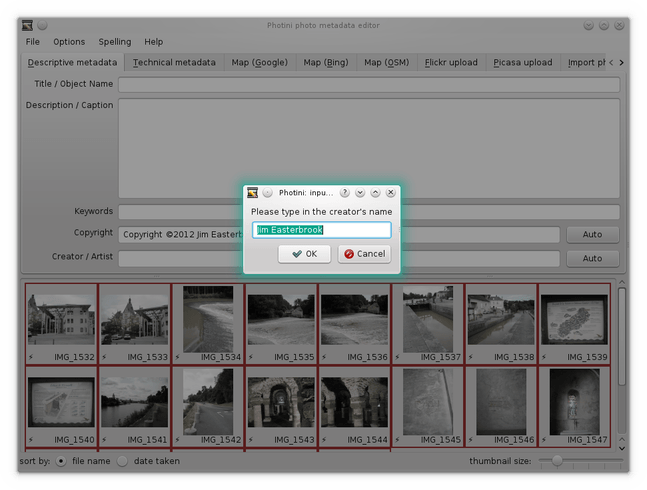 Photini photo metadata editor
File Options Spelling Help
Descriptive metadata Technical metadata Map (Google) Map (Bing) Map (OSM) Flickr upload Picasa upload Import ph
Title / Object Name
Description / Caption
Photini: inpu...
Please type in the creator's name
Jim Easterbrook
OK Cancel
Keywords
Copyright Copyright ©2012 Jim Easterb Auto
Creator / Artist Auto
IMG_1532 IMG_1533 IMG_1534 IMG_1535 IMG_1536 IMG_1537 IMG_1538 IMG_1539
IMG_1540 IMG_1541 IMG_1542 IMG_1543 IMG_1544 IMG_1545 IMG_1546 IMG_1547
sort by: file name date taken thumbnail size: